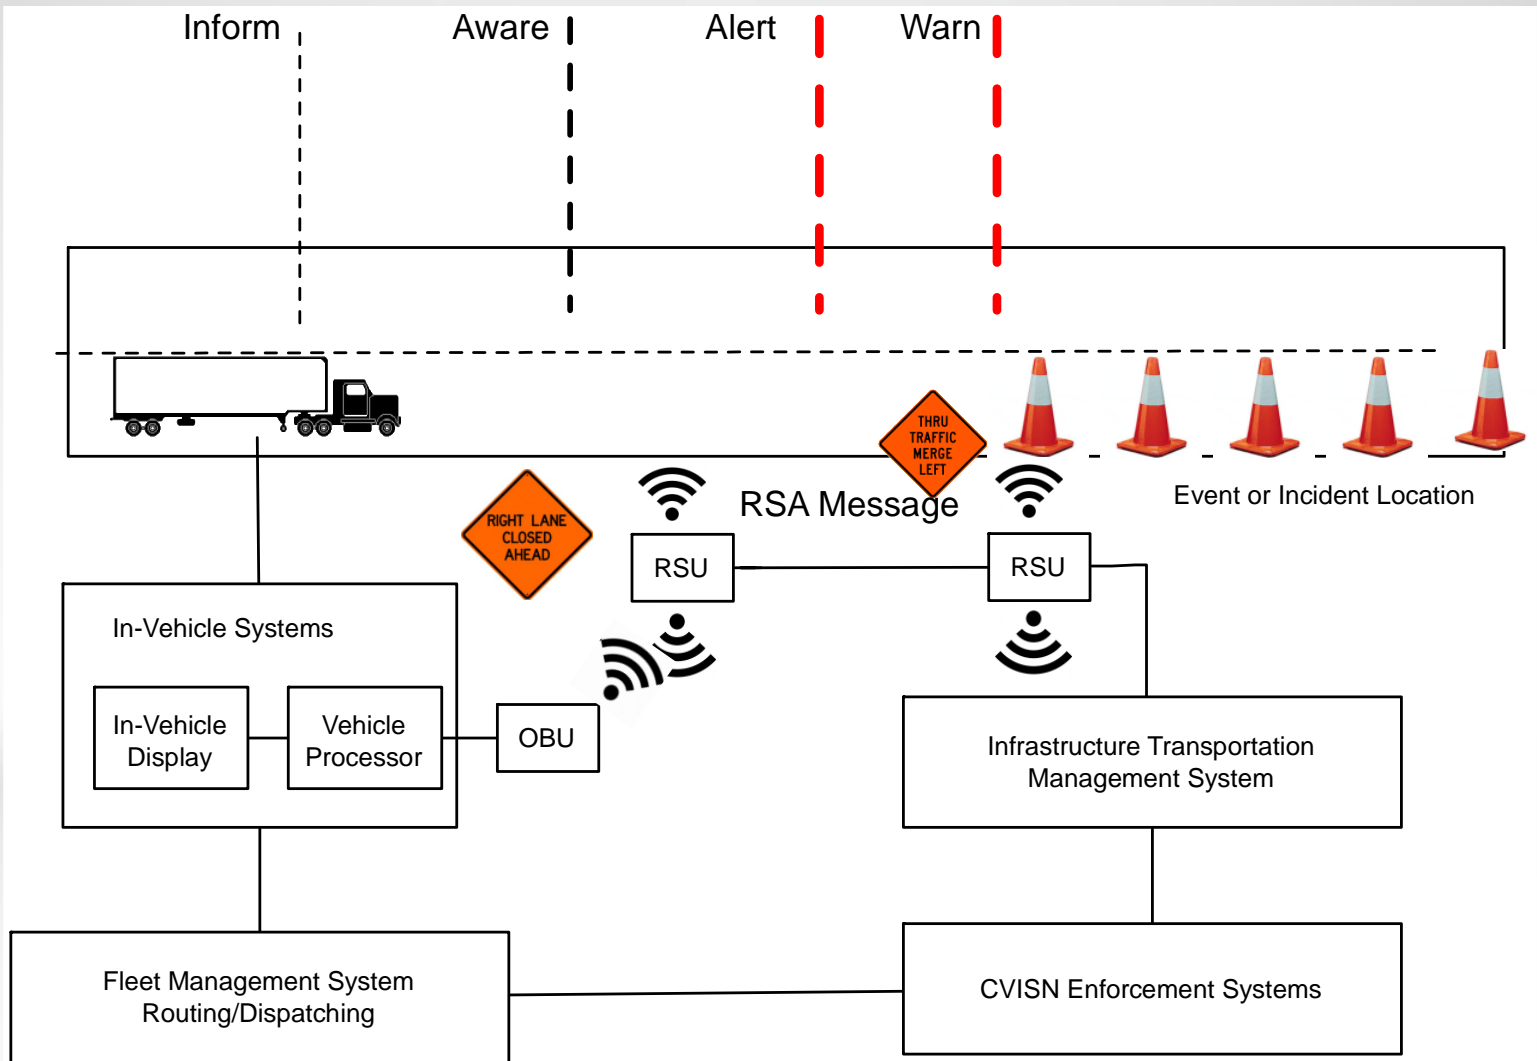 Inform
Aware
Alert
Warn
THRU
TRAFFIC
MERGE
LEFT
RSA Message
Event or Incident Location
RIGHT LANE
CLOSED
AHEAD
RSU
RSU
In-Vehicle Systems
In-Vehicle
Display
Vehicle
Processor
OBU
Infrastructure Transportation
Management System
Fleet Management System
Routing/Dispatching
CVISN Enforcement Systems